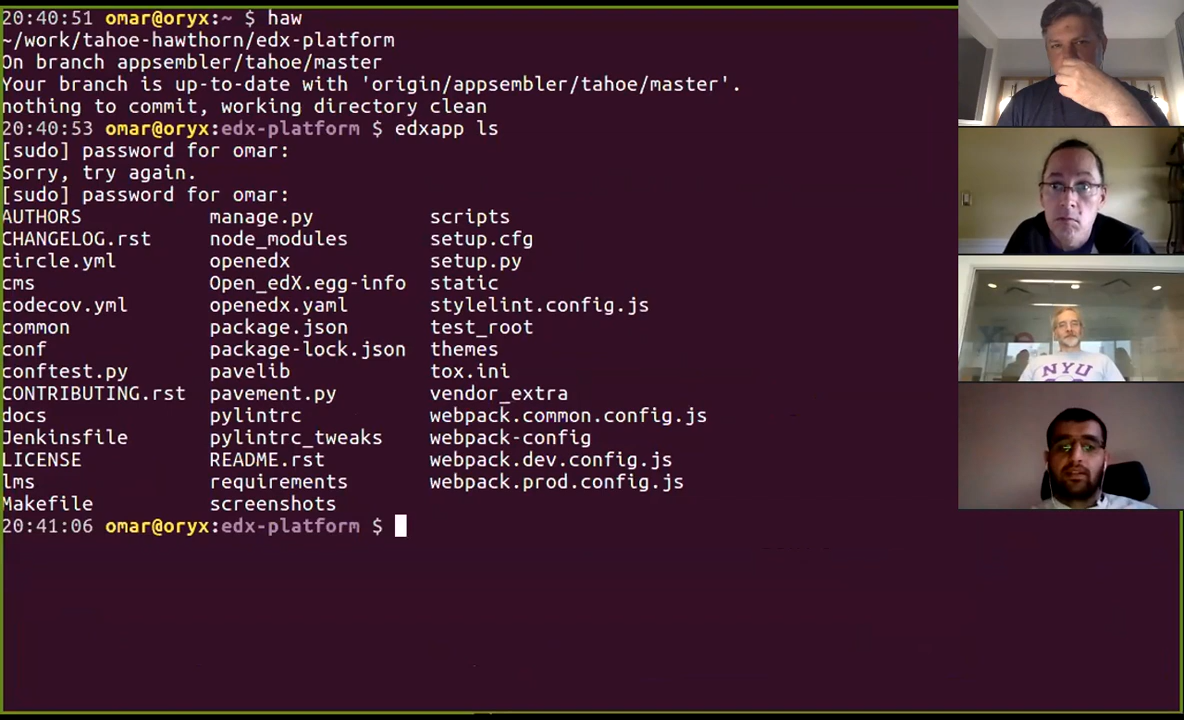 20:40:51 omar@oryx:~ $ haw
~/work/tahoe-hawthorn/edx-platform
On branch appsembler/tahoe/master
Your branch is up-to-date with 'origin/appsembler/tahoe/master'.
nothing to commit, working directory clean
20:40:53 omar@oryx:edx-platform $ edxapp ls
[sudo] password for omar:
Sorry, try again.
[sudo] password for omar:
AUTHORS manage.py scripts
CHANGELOG.rst node_modules setup.cfg
circle.yml openedx setup.py
cms Open_edX.egg-info static
codecov.yml openedx.yaml stylelint.config.js
common package.json test_root
conf package-lock.json themes
conftest.py pavelib tox.ini
CONTRIBUTING.rst pavement.py vendor_extra
docs pylintrc webpack.common.config.js
Jenkinsfile pylintrc_tweaks webpack-config
LICENSE README.rst webpack.dev.config.js
lms requirements webpack.prod.config.js
Makefile screenshots
20:41:06 omar@oryx:edx-platform $
NYU